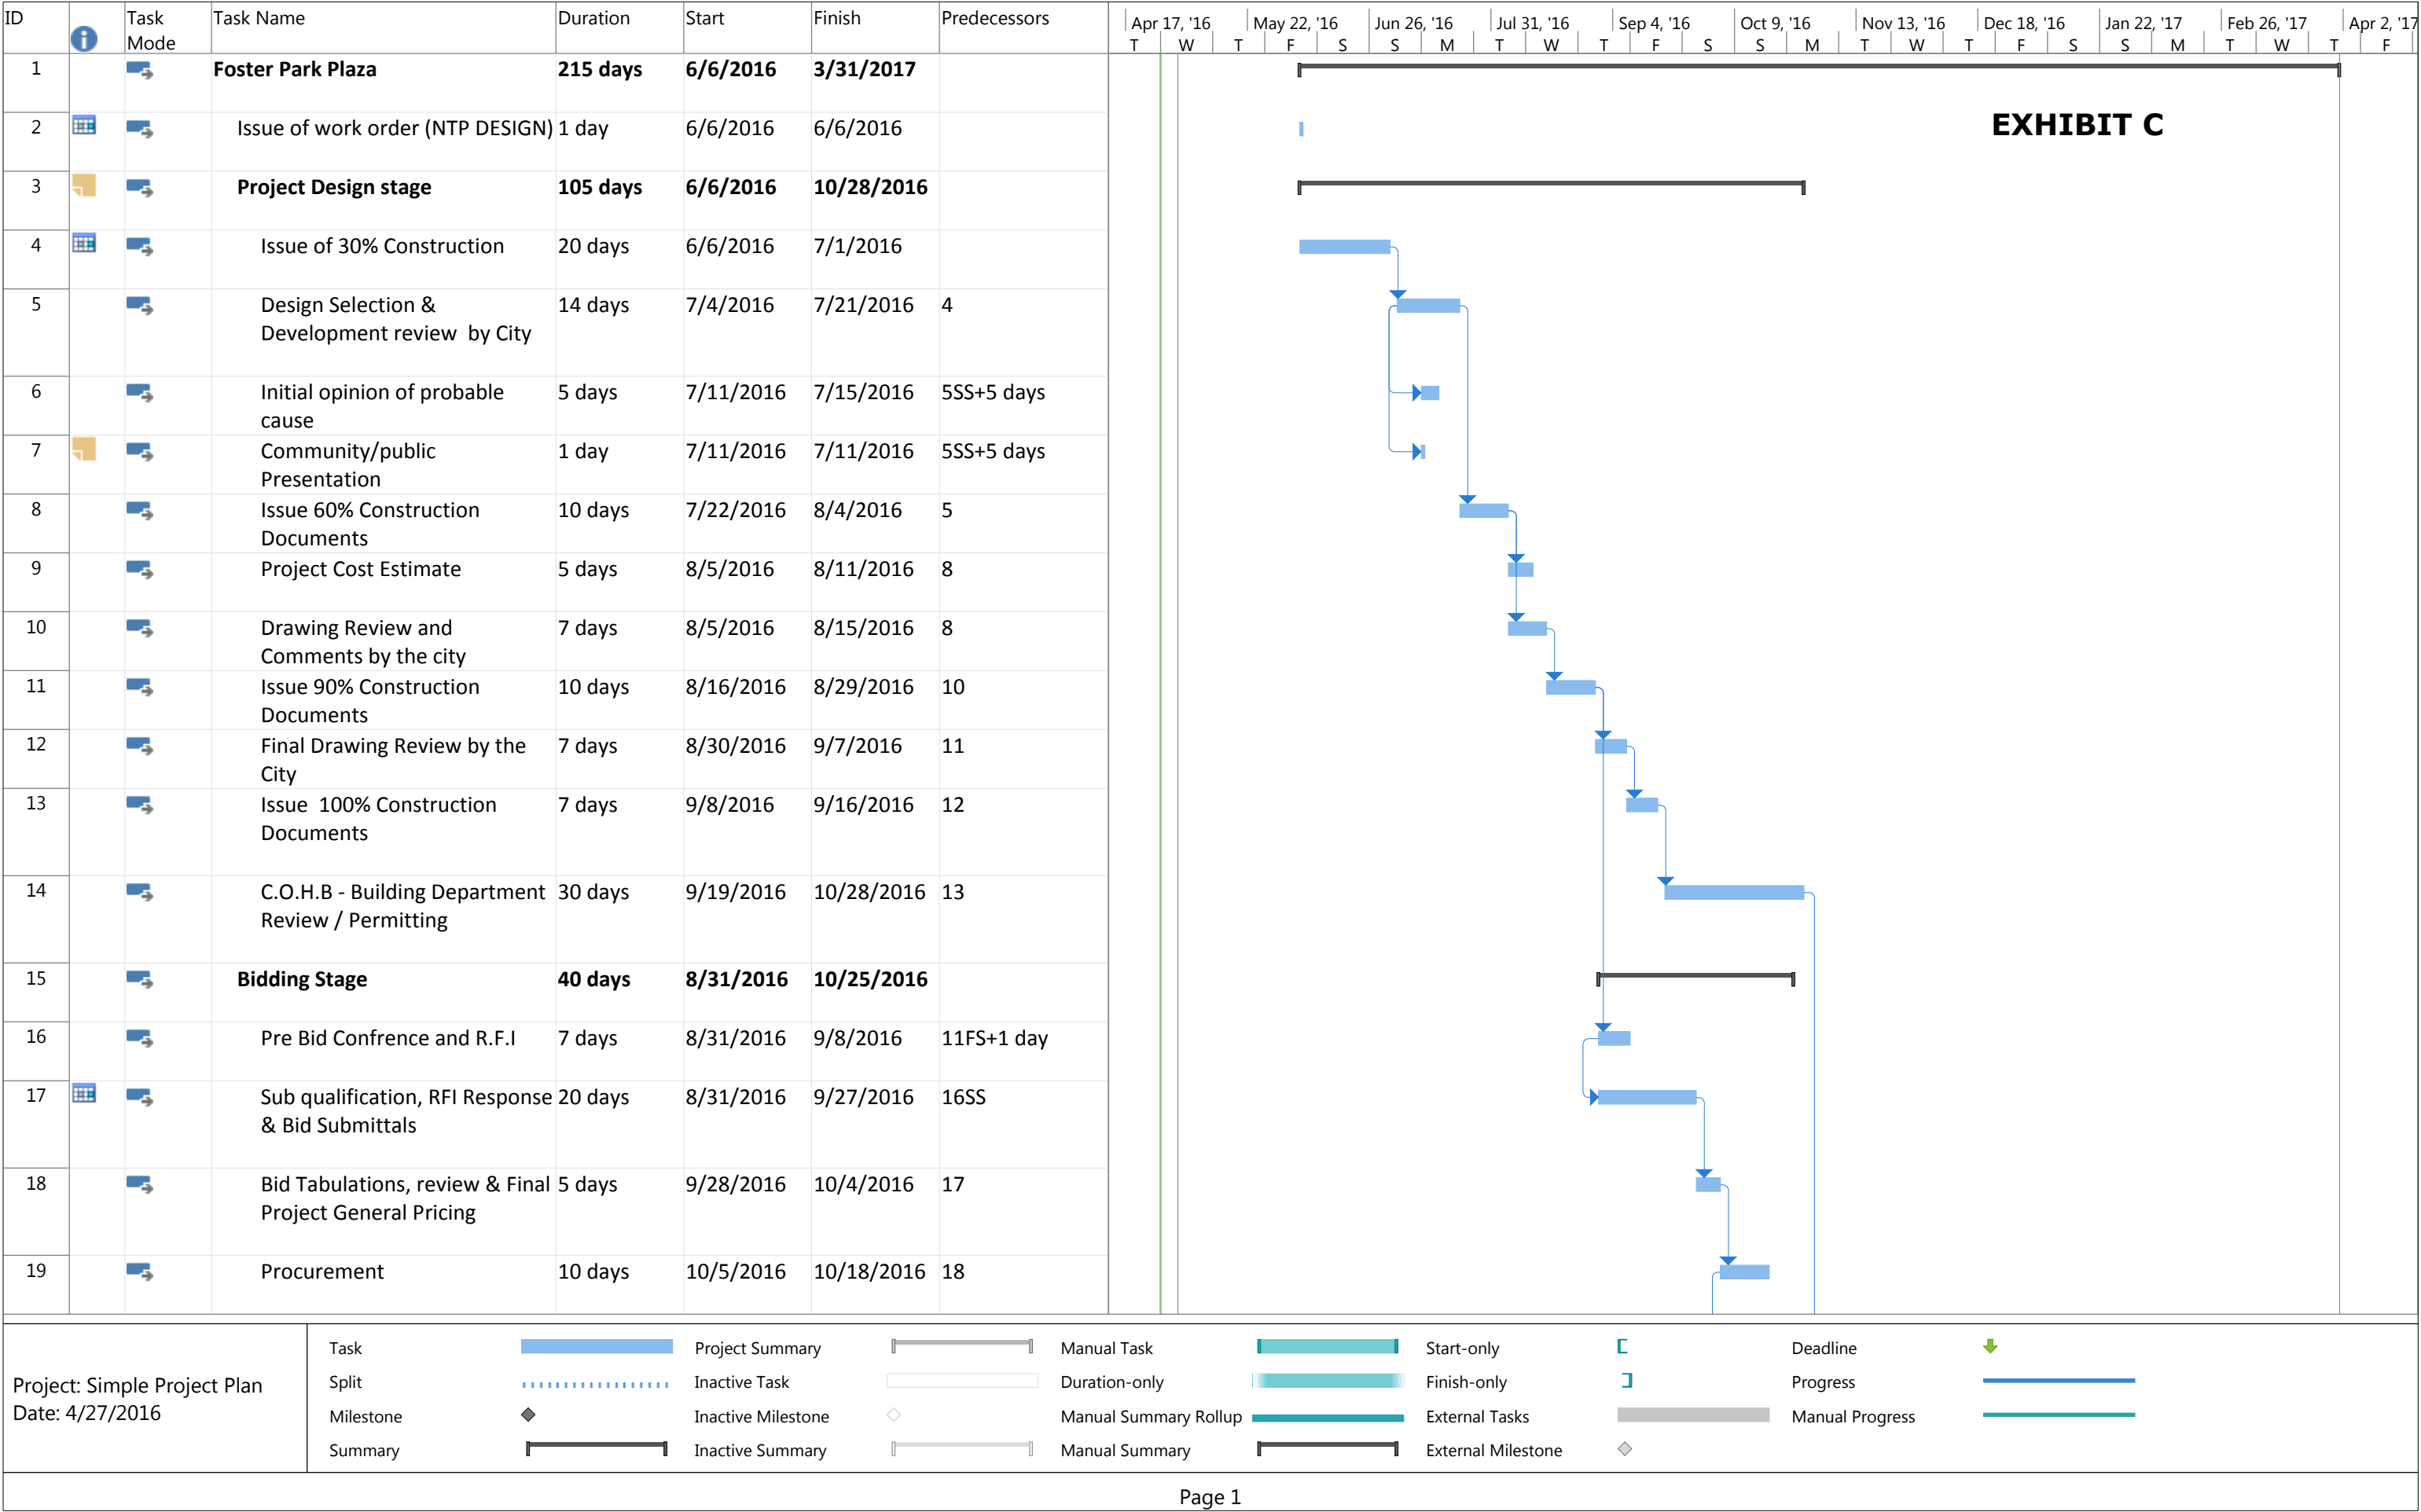 ID Task Mode Task Name Duration Start Finish Predecessors
Apr 17, '16 May 22, '16 Jun 26, '16 Jul 31, '16 Sep 4, '16 Oct 9, '16 Nov 13, '16 Dec 18, '16 Jan 22, '17 Feb 26, '17 Apr 2, '17
T W T F S S M T W T F S S M T W T F S S M T W T F
1 Foster Park Plaza 215 days 6/6/2016 3/31/2017
2 Issue of work order (NTP DESIGN) 1 day 6/6/2016 6/6/2016
EXHIBIT C
3 Project Design stage 105 days 6/6/2016 10/28/2016
4 Issue of 30% Construction 20 days 6/6/2016 7/1/2016
5 Design Selection & 14 days 7/4/2016 7/21/2016 4
Development review by City
6 Initial opinion of probable 5 days 7/11/2016 7/15/2016 5SS+5 days
cause
7 Community/public 1 day 7/11/2016 7/11/2016 5SS+5 days
Presentation
8 Issue 60% Construction 10 days 7/22/2016 8/4/2016 5
Documents
9 Project Cost Estimate 5 days 8/5/2016 8/11/2016 8
10 Drawing Review and 7 days 8/5/2016 8/15/2016 8
Comments by the city
11 Issue 90% Construction 10 days 8/16/2016 8/29/2016 10
Documents
12 Final Drawing Review by the 7 days 8/30/2016 9/7/2016 11
City
13 Issue 100% Construction 7 days 9/8/2016 9/16/2016 12
Documents
14 C.O.H.B - Building Department 30 days 9/19/2016 10/28/2016 13
Review / Permitting
15 Bidding Stage 40 days 8/31/2016 10/25/2016
16 Pre Bid Confrence and R.F.I 7 days 8/31/2016 9/8/2016 11FS+1 day
17 Sub qualification, RFI Response 20 days 8/31/2016 9/27/2016 16SS
& Bid Submittals
18 Bid Tabulations, review & Final 5 days 9/28/2016 10/4/2016 17
Project General Pricing
19 Procurement 10 days 10/5/2016 10/18/2016 18
Project: Simple Project Plan
Date: 4/27/2016
Task Project Summary Manual Task Start-only Deadline
Split Inactive Task Duration-only Finish-only Progress
Milestone Inactive Milestone Manual Summary Rollup External Tasks Manual Progress
Summary Inactive Summary Manual Summary External Milestone
Page 1